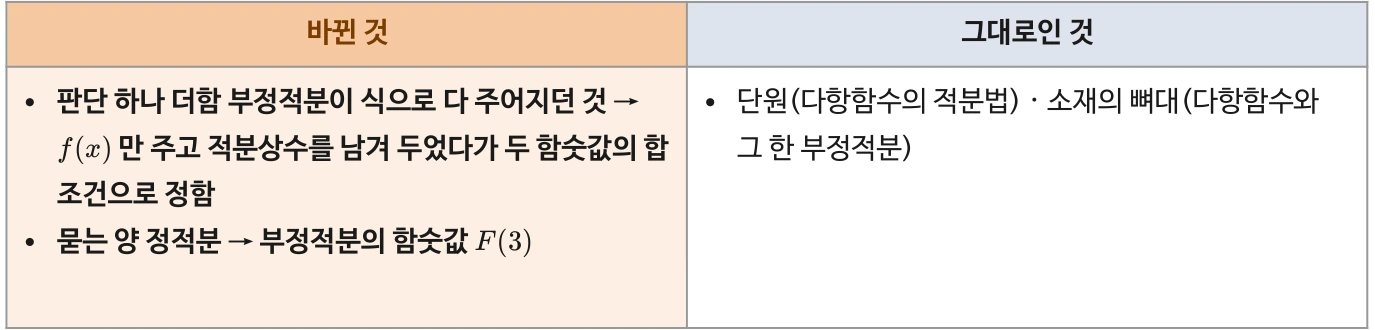 바뀐 것
그대로인 것
• 판단 하나 더함 부정적분이 식으로 다 주어지던 것 →
f(x) 만 주고 적분상수를 남겨 두었다가 두 함숫값의 합
조건으로 정함
• 묻는 양 정적분 → 부정적분의 함숫값 F(3)
• 단원(다항함수의 적분법) · 소재의 뼈대(다항함수와
그 한 부정적분)